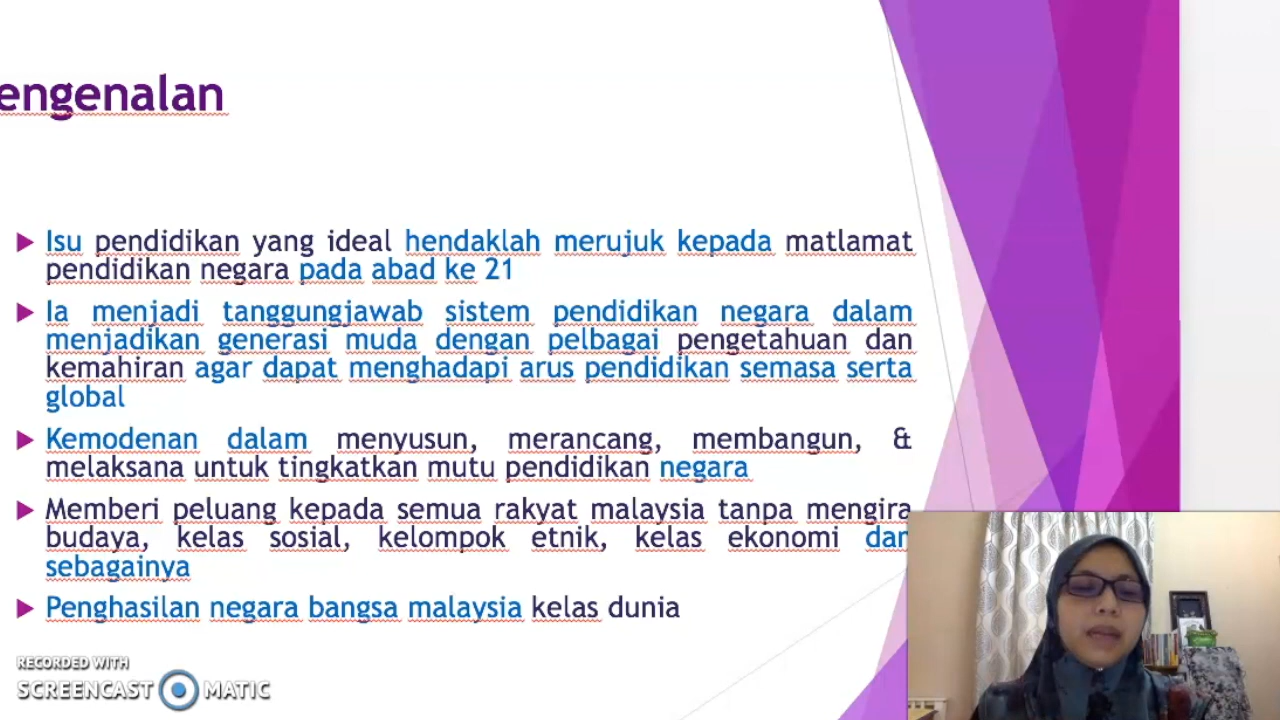 engenalan
Isu pendidikan yang ideal hendaklah merujuk kepada matlamat
pendidikan negara pada abad ke 21
Ia menjadi tanggungjawab sistem pendidikan negara dalam
menjadikan generasi muda dengan pelbagai pengetahuan dan
kemahiran agar dapat menghadapi arus pendidikan semasa serta
global
Kemodenan dalam menyusun, merancang, membangun, &
melaksana untuk tingkatkan mutu pendidikan negara
Memberi peluang kepada semua rakyat malaysia tanpa mengira
budaya, kelas sosial, kelompok etnik, kelas ekonomi dan
sebagainya
Penghasilan negara bangsa malaysia kelas dunia
RECORDED WITH
SCREENCAST MATIC